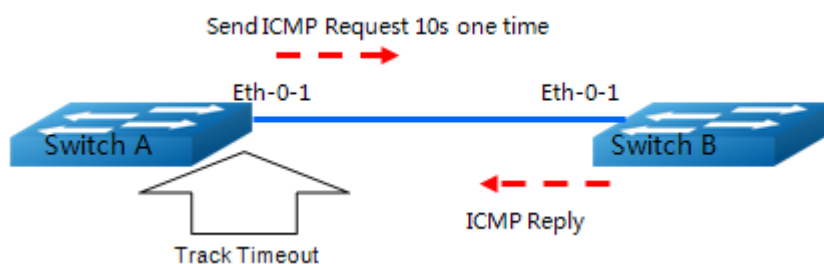 Send ICMP Request 10s one time
Eth-0-1
Eth-0-1
Switch A
Switch B
ICMP Reply
Track Timeout